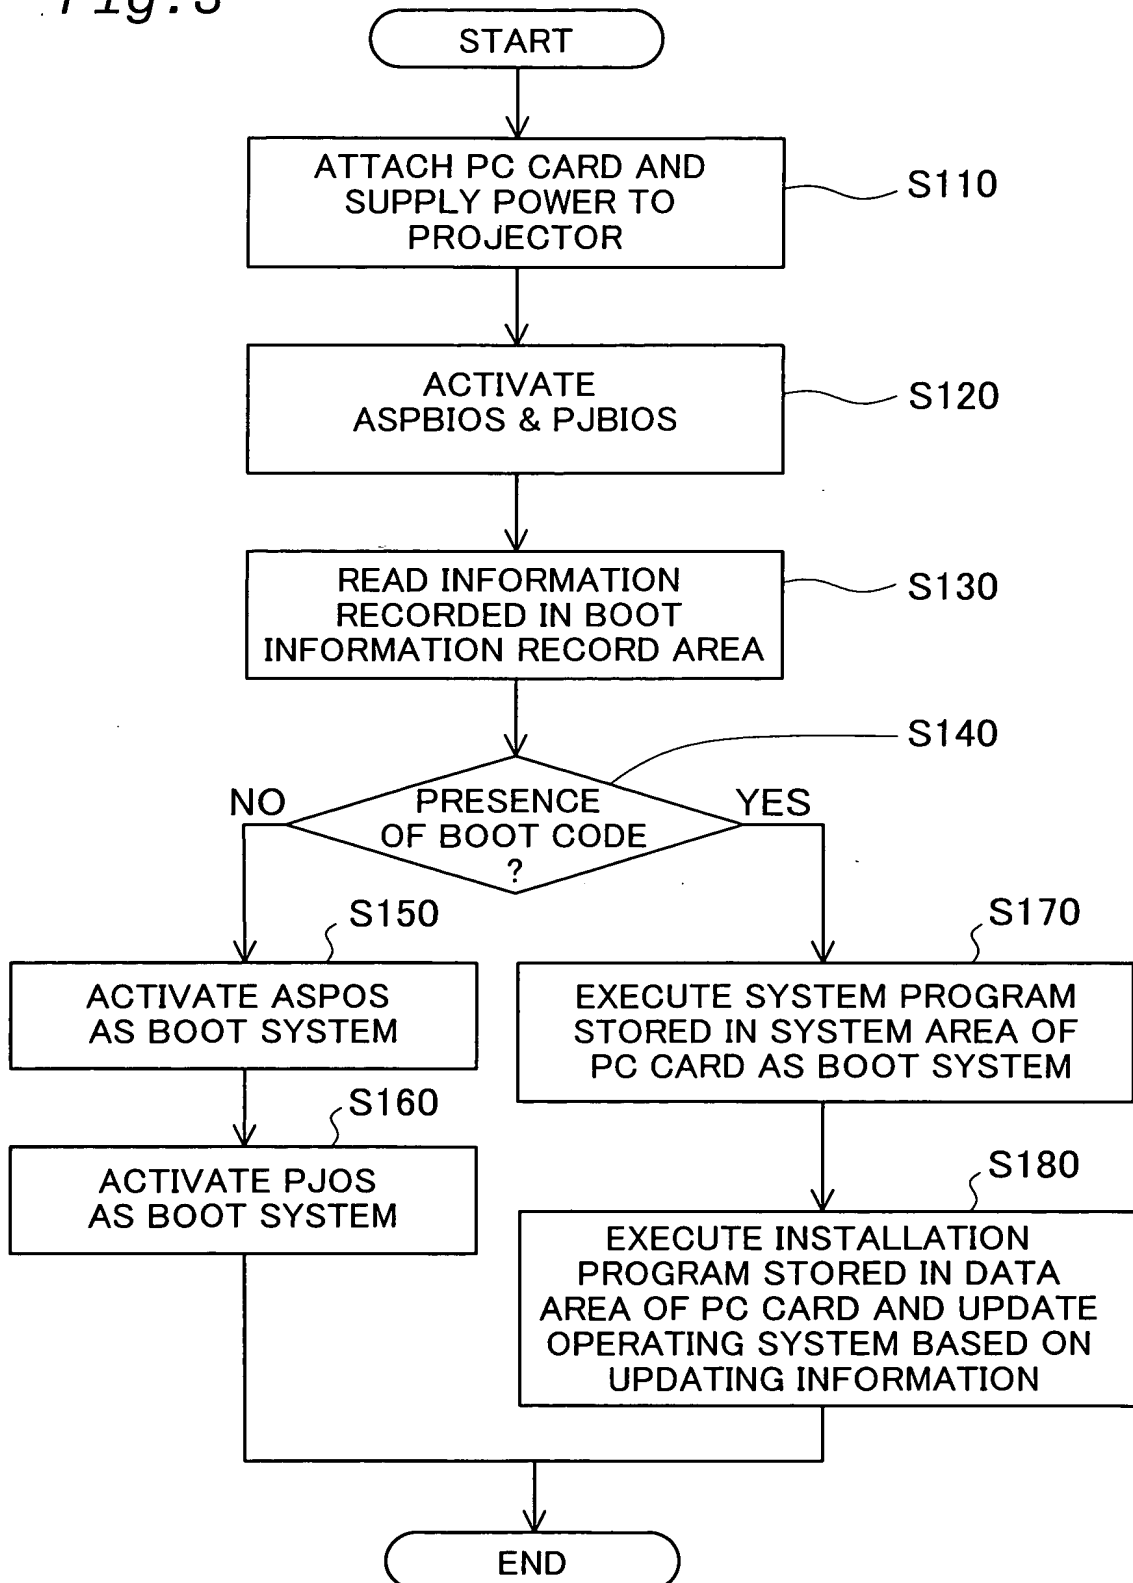 Fig.3
START
ATTACH PC CARD AND
SUPPLY POWER TO
PROJECTOR
S110
ACTIVATE
ASPBIOS & PJBIOS
S120
READ INFORMATION
RECORDED IN BOOT
INFORMATION RECORD AREA
S130
S140
NO
PRESENCE
OF BOOT CODE
?
YES
S150
ACTIVATE ASPOS
AS BOOT SYSTEM
S160
ACTIVATE PJOS
AS BOOT SYSTEM
S170
EXECUTE SYSTEM PROGRAM
STORED IN SYSTEM AREA OF
PC CARD AS BOOT SYSTEM
S180
EXECUTE INSTALLATION
PROGRAM STORED IN DATA
AREA OF PC CARD AND UPDATE
OPERATING SYSTEM BASED ON
UPDATING INFORMATION
END